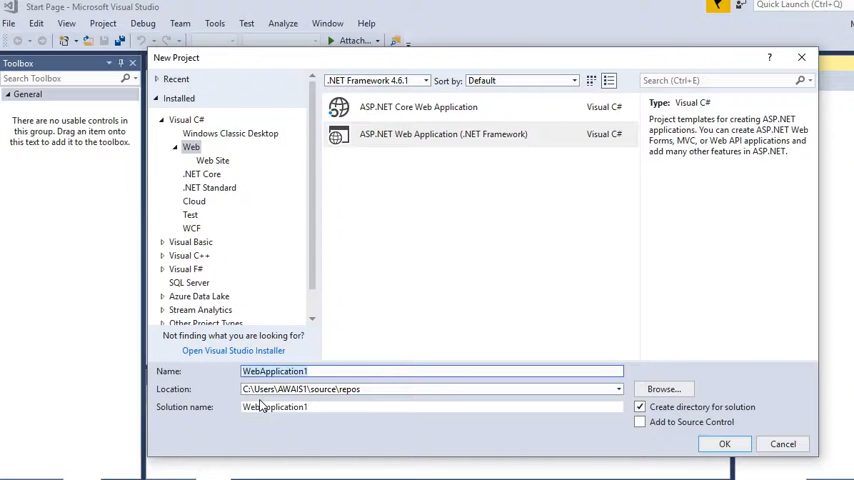 Start Page - Microsoft Visual Studio
Quick Launch (Ctrl+Q)
File Edit View Project Debug Team Tools Test Analyze Window Help
Attach...
Toolbox
Search Toolbox
General
There are no usable controls in
this group. Drag an item onto
this text to add it to the toolbox.
New Project
? 
Recent
Installed
Visual C#
Windows Classic Desktop
Web
Web Site
.NET Core
.NET Standard
Cloud
Test
WCF
Visual Basic
Visual C++
Visual F#
SQL Server
Azure Data Lake
Stream Analytics
Other Project Types
Not finding what you are looking for?
Open Visual Studio Installer
.NET Framework 4.6.1
Sort by: Default
ASP.NET Core Web Application Visual C#
ASP.NET Web Application (.NET Framework) Visual C#
Search (Ctrl+E)
Type: Visual C#
Project templates for creating ASP.NET
applications. You can create ASP.NET Web
Forms, MVC, or Web API applications and
add many other features in ASP.NET.
Name: WebApplication1
Location: C:\Users\AWAIS1\source\repos
Browse...
Solution name: WebApplication1
Create directory for solution
Add to Source Control
OK
Cancel